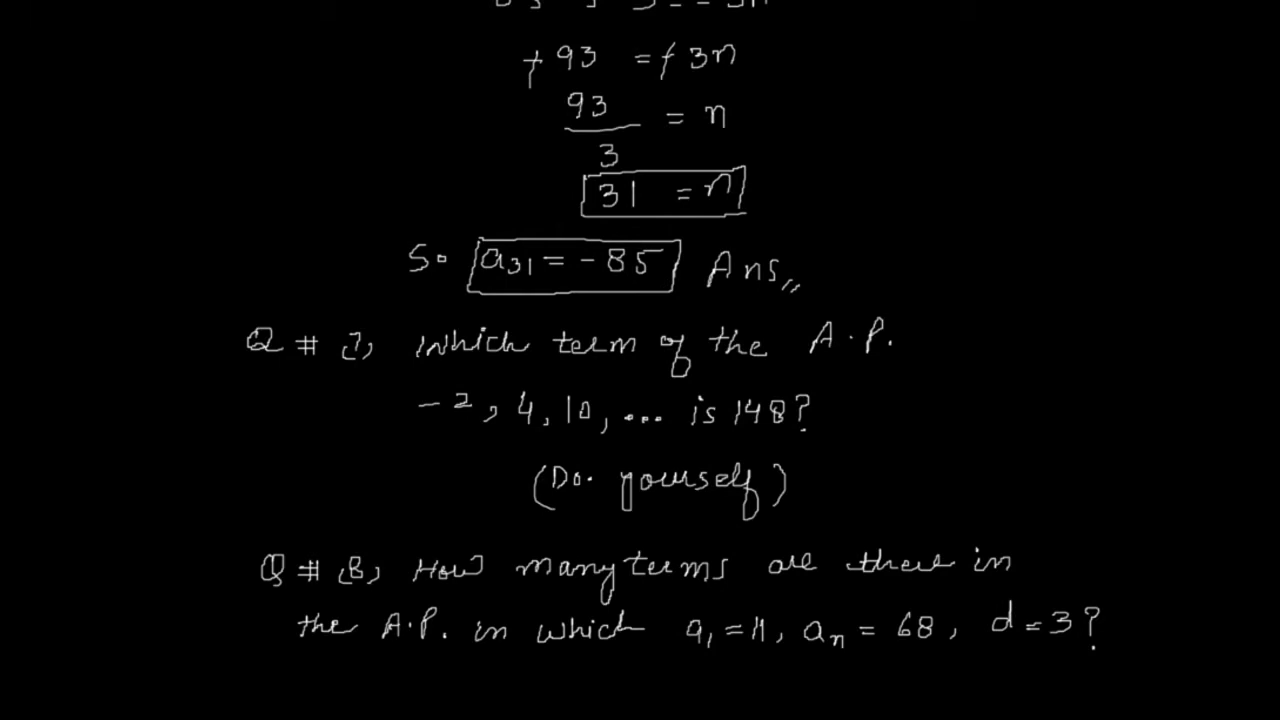 + 93 = + 3n
93 / 3 = n
31 = n
So a31 = - 85 Ans,,
Q # 7, Which term of the A.P.
- 2, 4, 10, ... is 148?
(Do. yourself)
Q # 8, How many terms are there in
the A.P. in which a1 = 11, an = 68, d = 3?